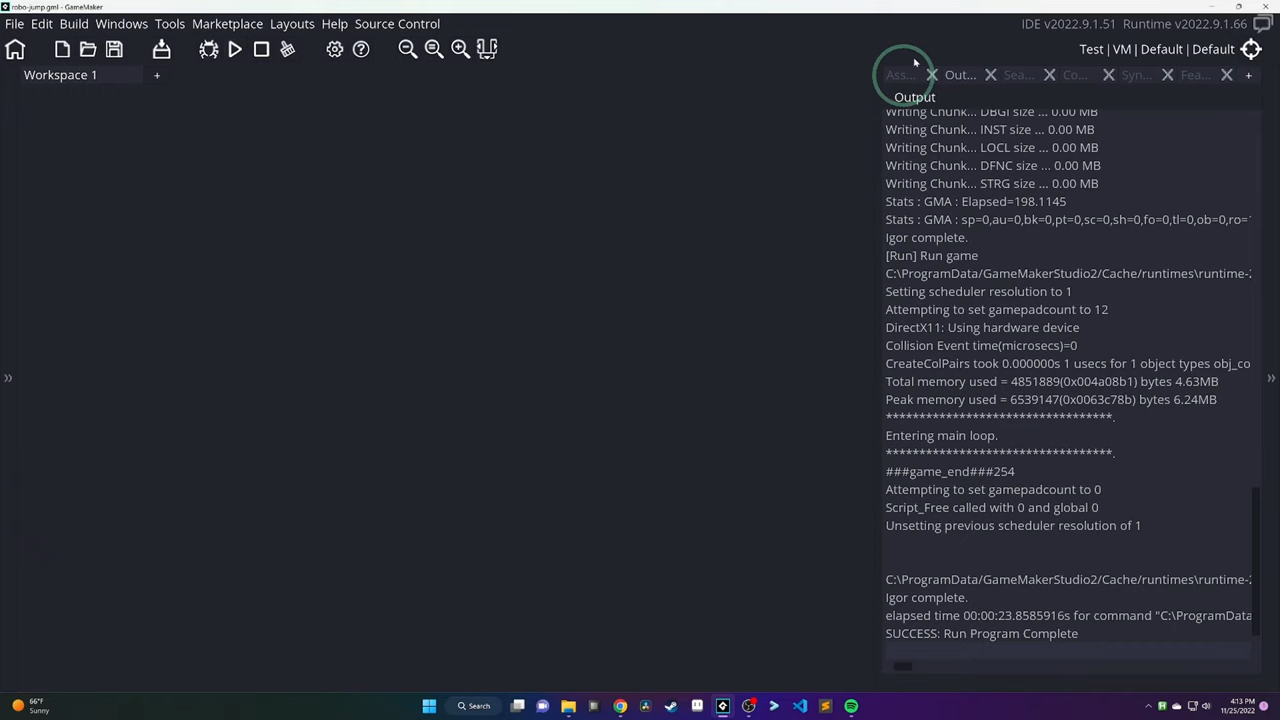 robo-jump.gml - GameMaker
File Edit Build Windows Tools Marketplace Layouts Help Source Control
IDE v2022.9.1.51 Runtime v2022.9.1.66
Test | VM | Default | Default
Workspace 1 +
Ass... Out... Sea... Co... Syn... Fea... +
Output
Writing Chunk... DBGI size ... 0.00 MB
Writing Chunk... INST size ... 0.00 MB
Writing Chunk... LOCL size ... 0.00 MB
Writing Chunk... DFNC size ... 0.00 MB
Writing Chunk... STRG size ... 0.00 MB
Stats : GMA : Elapsed=198.1145
Stats : GMA : sp=0,au=0,bk=0,pt=0,sc=0,sh=0,fo=0,tl=0,ob=0,ro=
Igor complete.
[Run] Run game
C:\ProgramData/GameMakerStudio2/Cache/runtimes\runtime-2
Setting scheduler resolution to 1
Attempting to set gamepadcount to 12
DirectX11: Using hardware device
Collision Event time(microsecs)=0
CreateColPairs took 0.000000s 1 usecs for 1 object types obj_co
Total memory used = 4851889(0x004a08b1) bytes 4.63MB
Peak memory used = 6539147(0x0063c78b) bytes 6.24MB
**********************************.
Entering main loop.
**********************************.
###game_end###254
Attempting to set gamepadcount to 0
Script_Free called with 0 and global 0
Unsetting previous scheduler resolution of 1
C:\ProgramData/GameMakerStudio2/Cache/runtimes\runtime-2
Igor complete.
elapsed time 00:00:23.8585916s for command "C:\ProgramData
SUCCESS: Run Program Complete
66°F
Sunny
Search
4:13 PM
11/25/2022